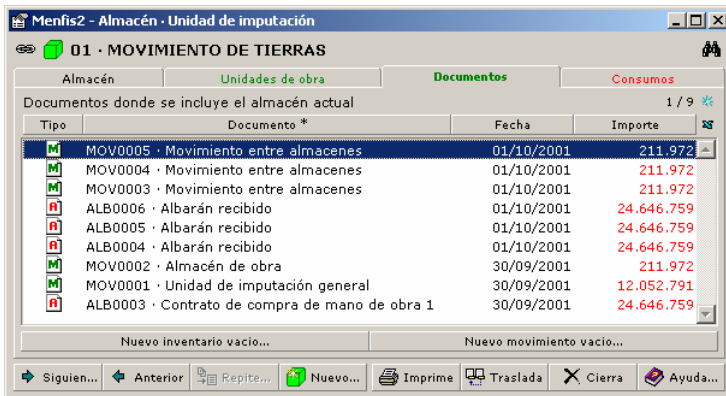 Menfis2 - Almacén · Unidad de imputación
01 · MOVIMIENTO DE TIERRAS
Almacén Unidades de obra Documentos Consumos
Documentos donde se incluye el almacén actual 1 / 9
Tipo Documento * Fecha Importe
M MOV0005 · Movimiento entre almacenes 01/10/2001 211.972
M MOV0004 · Movimiento entre almacenes 01/10/2001 211.972
M MOV0003 · Movimiento entre almacenes 01/10/2001 211.972
A ALB0006 · Albarán recibido 01/10/2001 24.646.759
A ALB0005 · Albarán recibido 01/10/2001 24.646.759
A ALB0004 · Albarán recibido 01/10/2001 24.646.759
M MOV0002 · Almacén de obra 30/09/2001 211.972
M MOV0001 · Unidad de imputación general 30/09/2001 12.052.791
A ALB0003 · Contrato de compra de mano de obra 1 30/09/2001 24.646.759
Nuevo inventario vacio... Nuevo movimiento vacio...
Siguien... Anterior Repite... Nuevo... Imprime Traslada Cierra Ayuda...